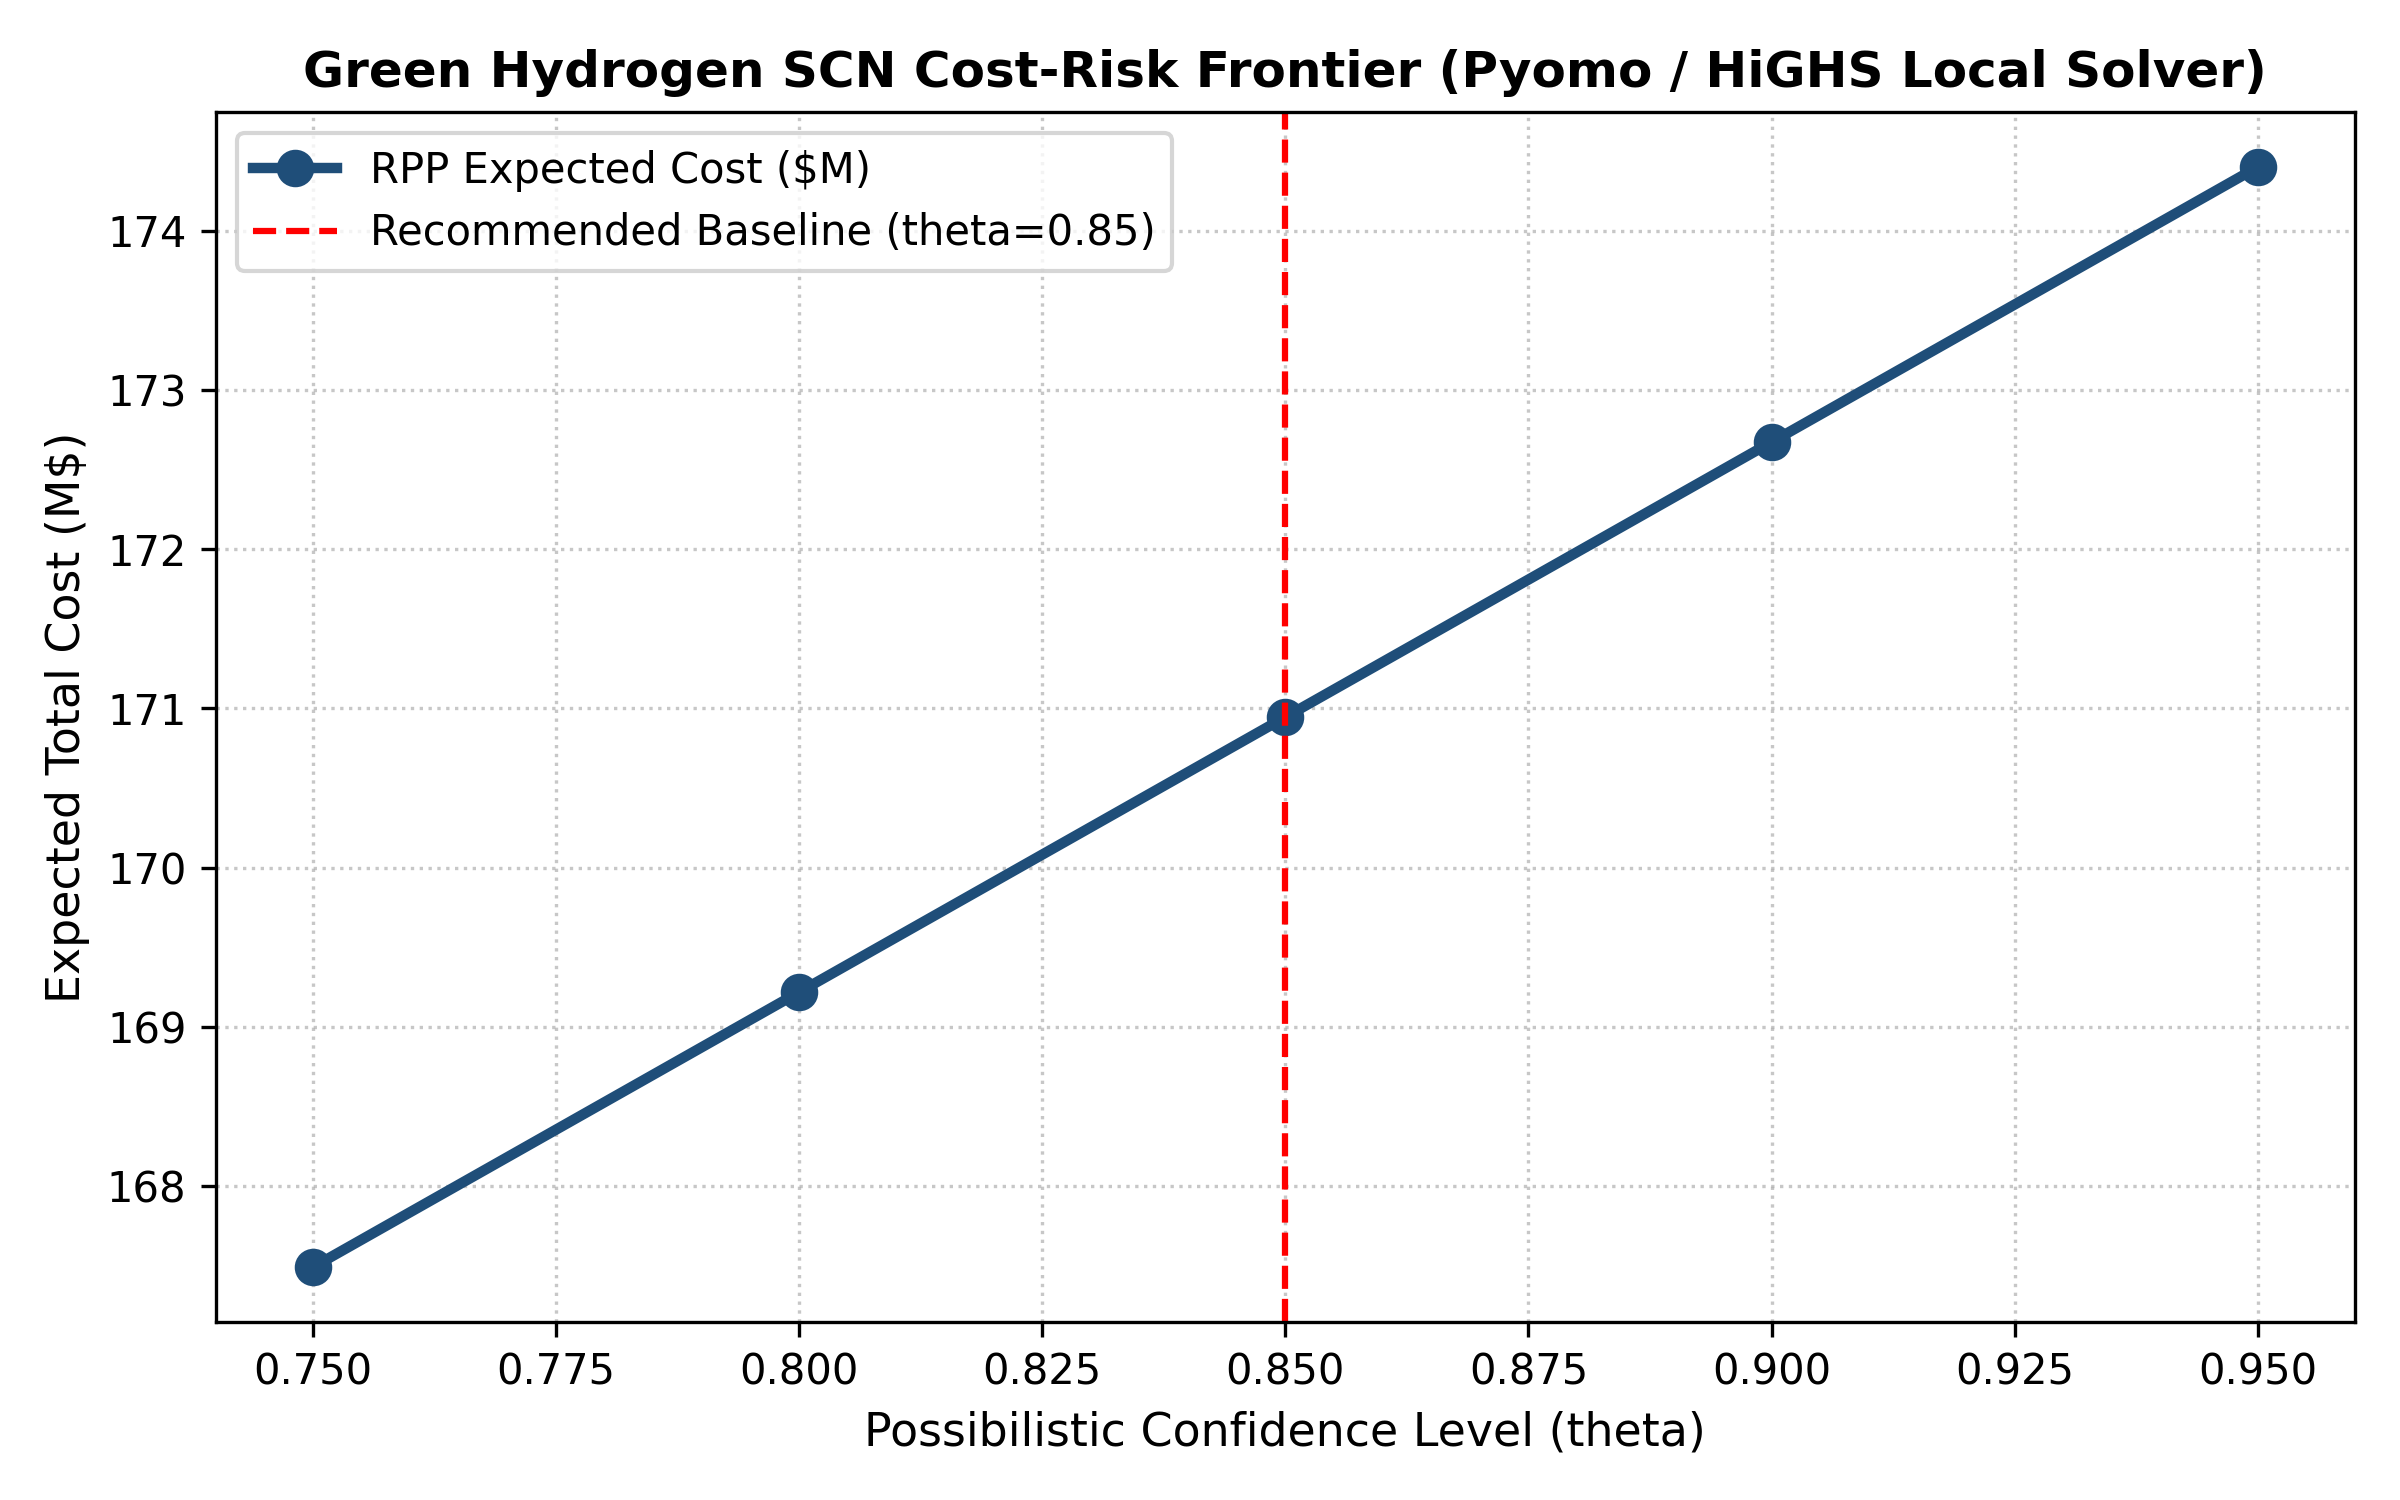 Green Hydrogen SCN Cost-Risk Frontier (Pyomo / HiGHS Local Solver)
RPP Expected Cost ($M)
Recommended Baseline (theta=0.85)
Expected Total Cost (M$)
174
173
172
171
170
169
168
0.750 0.775 0.800 0.825 0.850 0.875 0.900 0.925 0.950
Possibilistic Confidence Level (theta)